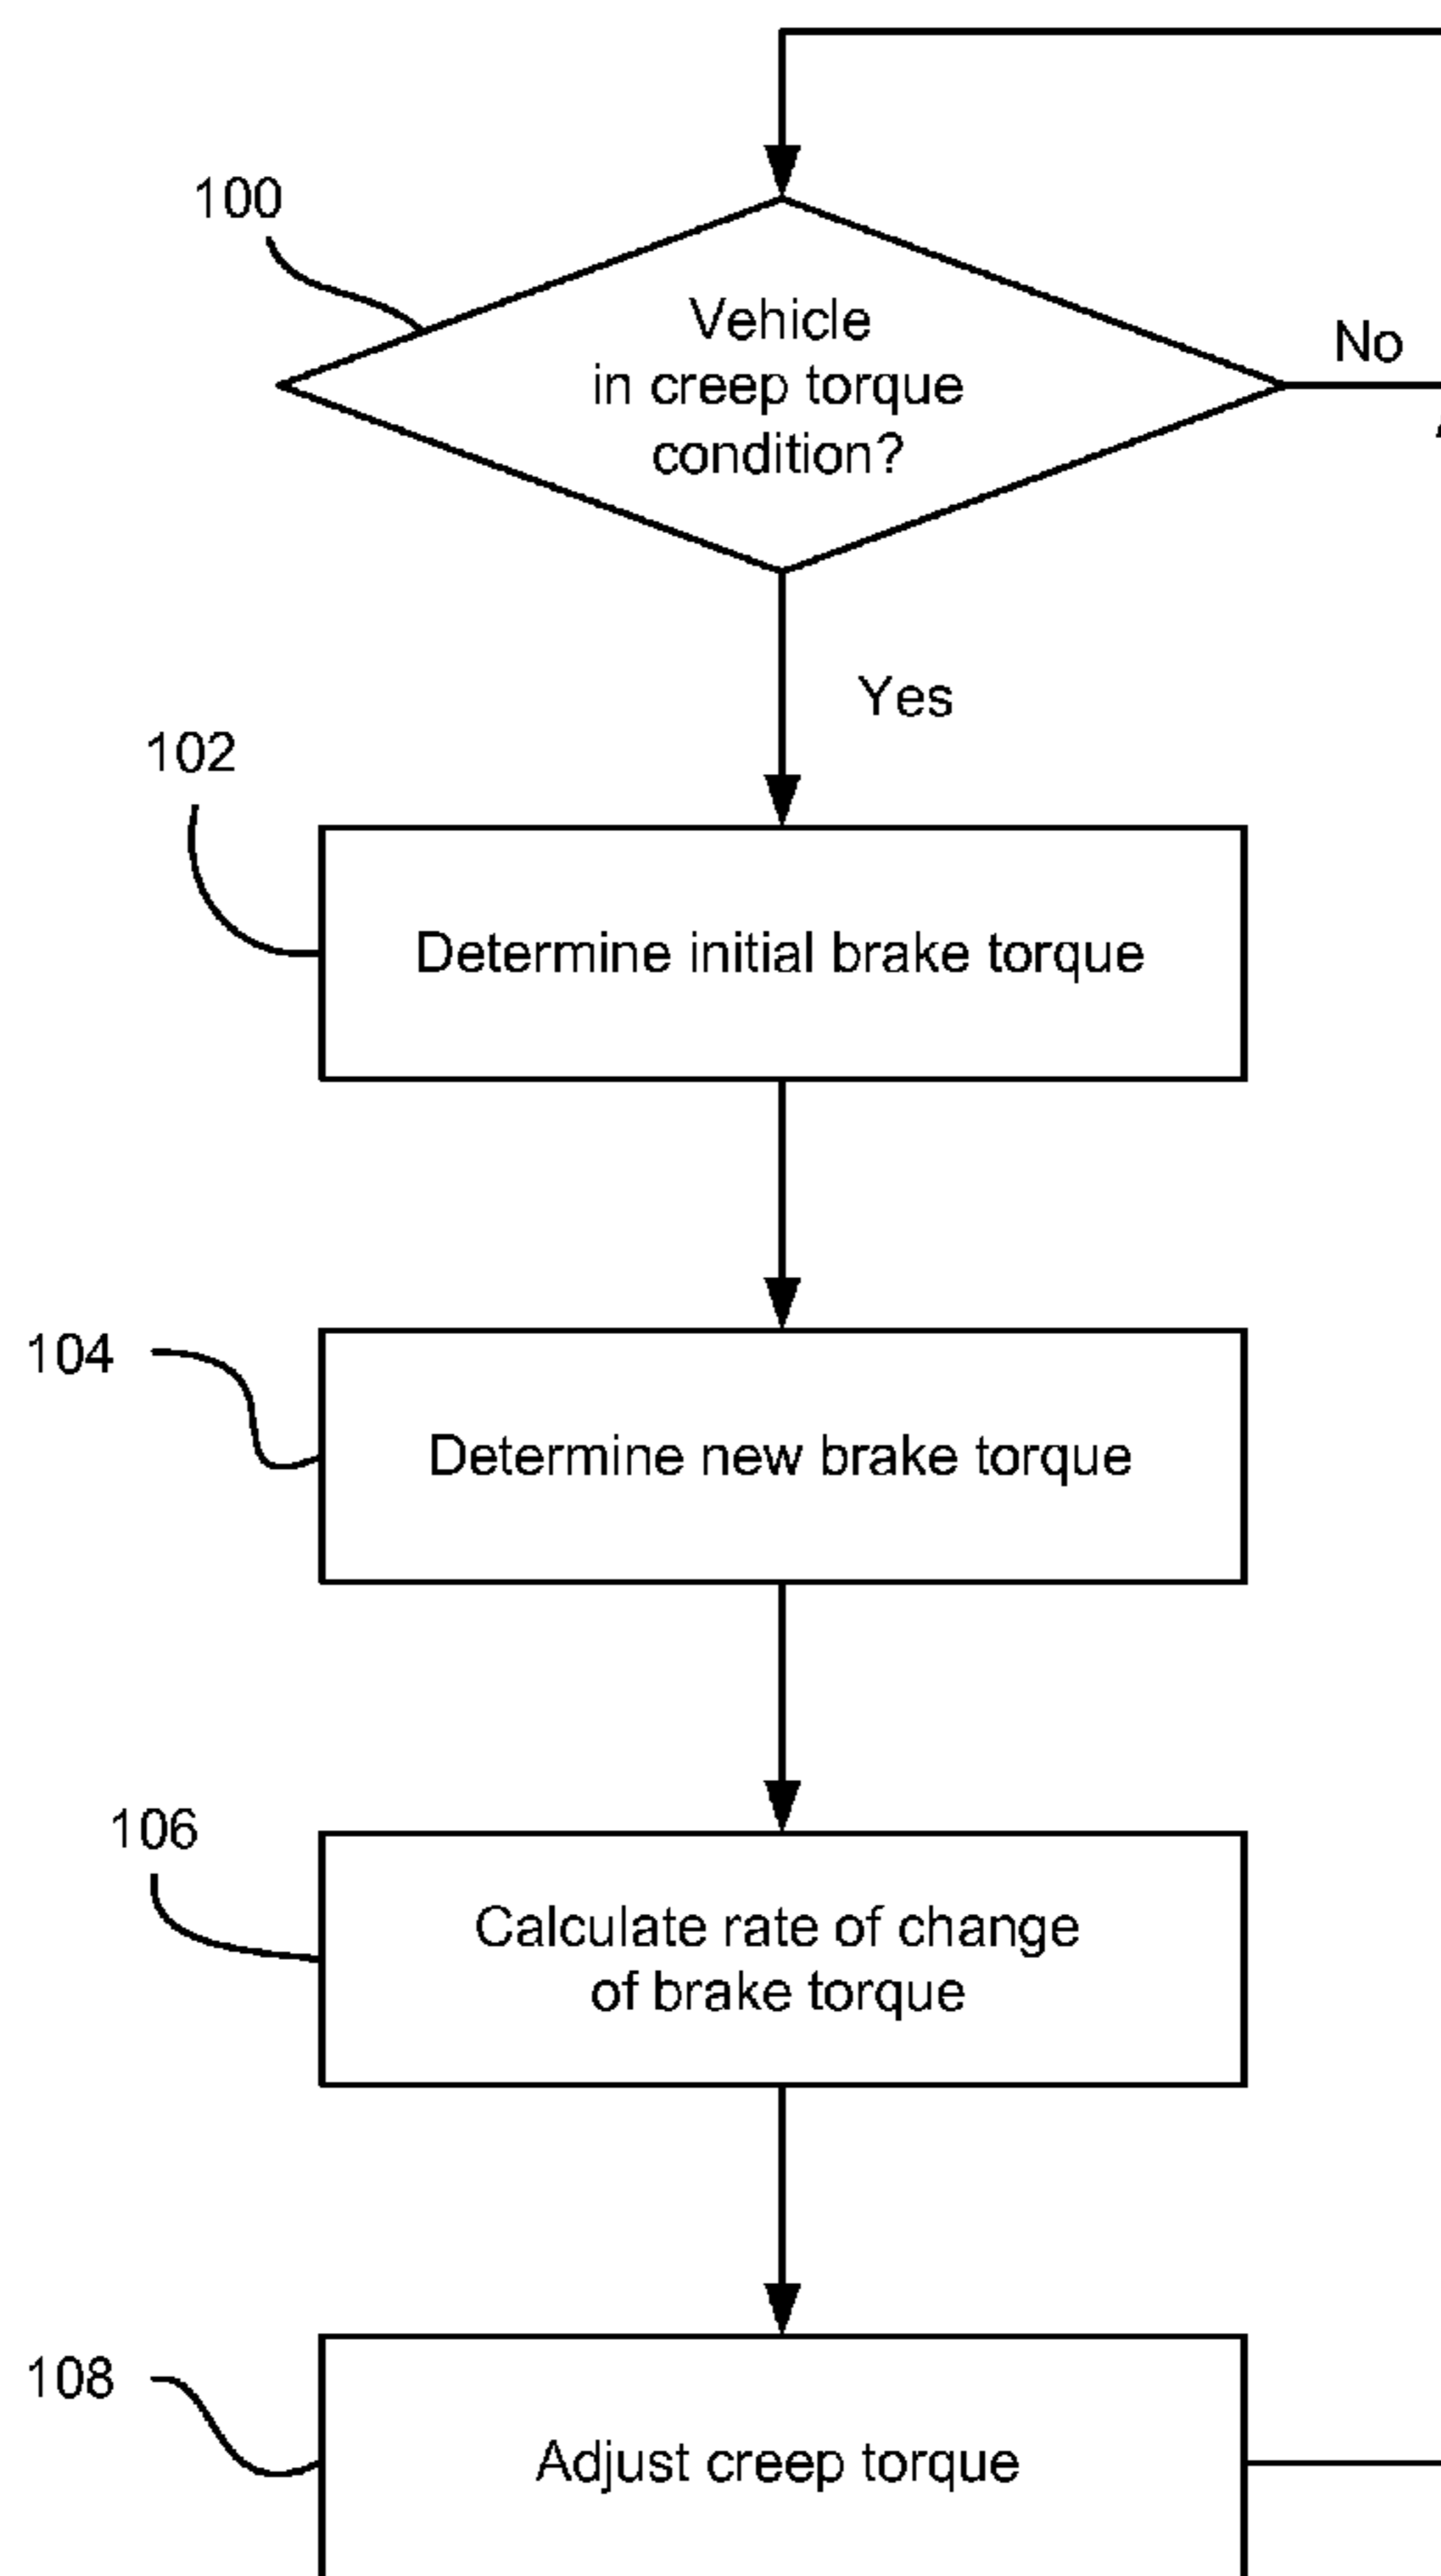 100
Vehicle
in creep torque
condition?
No
Yes
102
Determine initial brake torque
104
Determine new brake torque
106
Calculate rate of change
of brake torque
108
Adjust creep torque